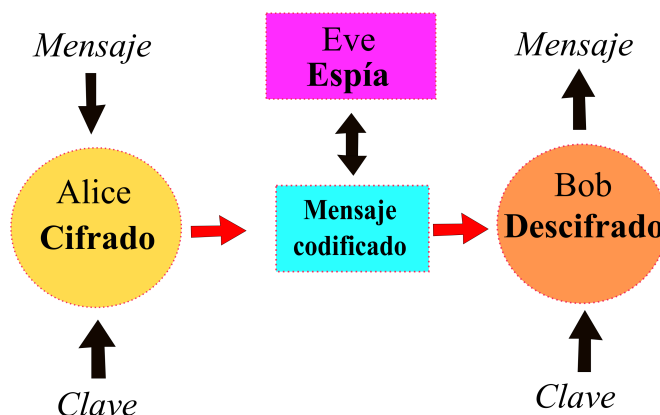 Mensaje
Eve
Espía
Mensaje
Alice
Cifrado
Mensaje
codificado
Bob
Descifrado
Clave
Clave